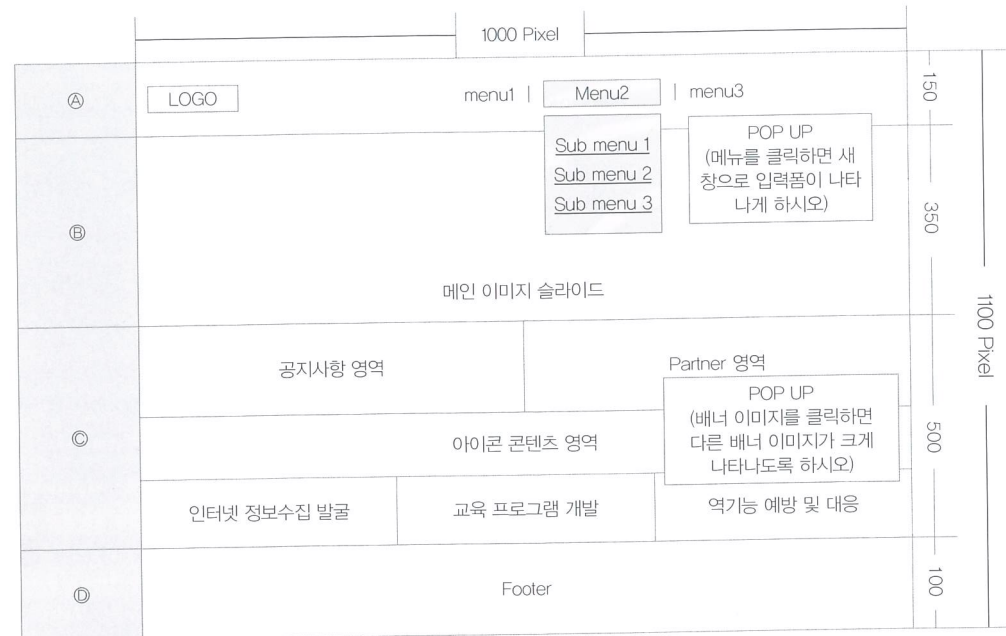 1000 Pixel
Ⓐ
LOGO
menu1 | Menu2 | menu3
150
Sub menu 1
Sub menu 2
Sub menu 3
POP UP
(메뉴를 클릭하면 새
창으로 입력폼이 나타
나게 하시오)
Ⓑ
350
메인 이미지 슬라이드
1100 Pixel
공지사항 영역
Partner 영역
POP UP
(배너 이미지를 클릭하면
다른 배너 이미지가 크게
나타나도록 하시오)
Ⓒ
아이콘 콘텐츠 영역
500
인터넷 정보수집 발굴
교육 프로그램 개발
역기능 예방 및 대응
Ⓓ
Footer
100